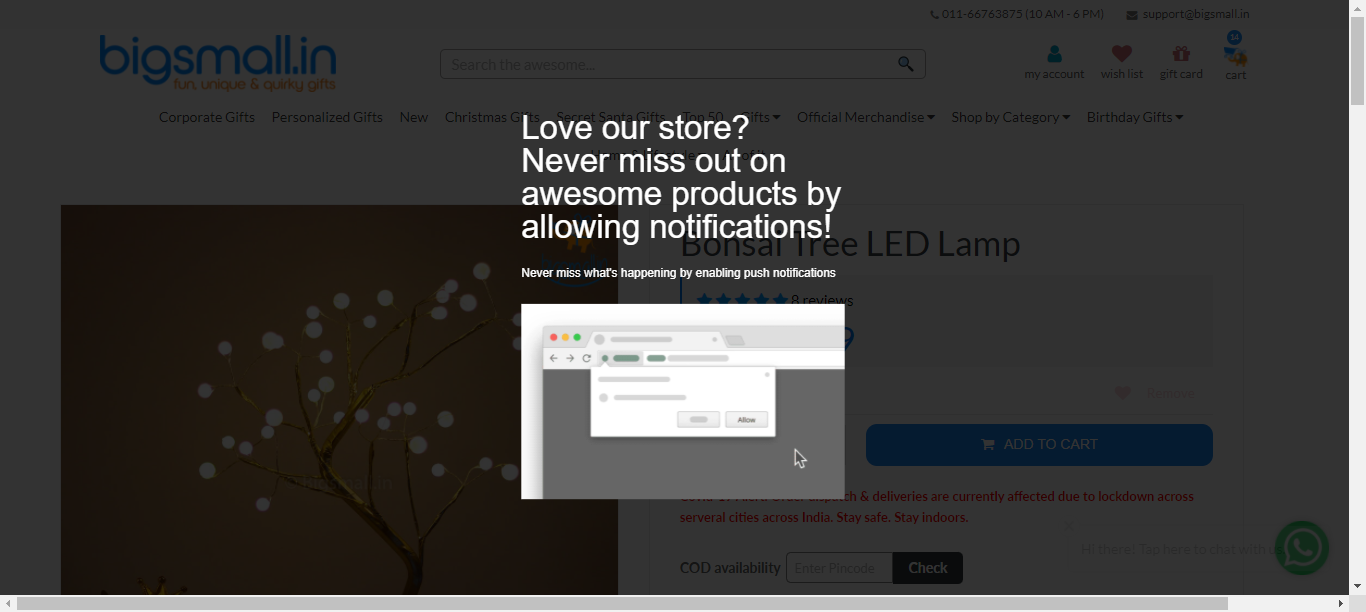 011-66763875 (10 AM - 6 PM) support@bigsmall.in
bigsmall.in
fun, unique & quirky gifts
Search the awesome...
my account wish list gift card 14 cart
Corporate Gifts Personalized Gifts New Christmas Gifts Secret Santa Gifts Top 50 Gifts Official Merchandise Shop by Category Birthday Gifts
Love our store?
Never miss out on
awesome products by
allowing notifications!
Never miss what's happening by enabling push notifications
Allow
Bonsai Tree LED Lamp
8 reviews
Remove
ADD TO CART
deliveries are currently affected due to lockdown across
serveral cities across India. Stay safe. Stay indoors.
Hi there! Tap here to chat with
COD availability Enter Pincode Check